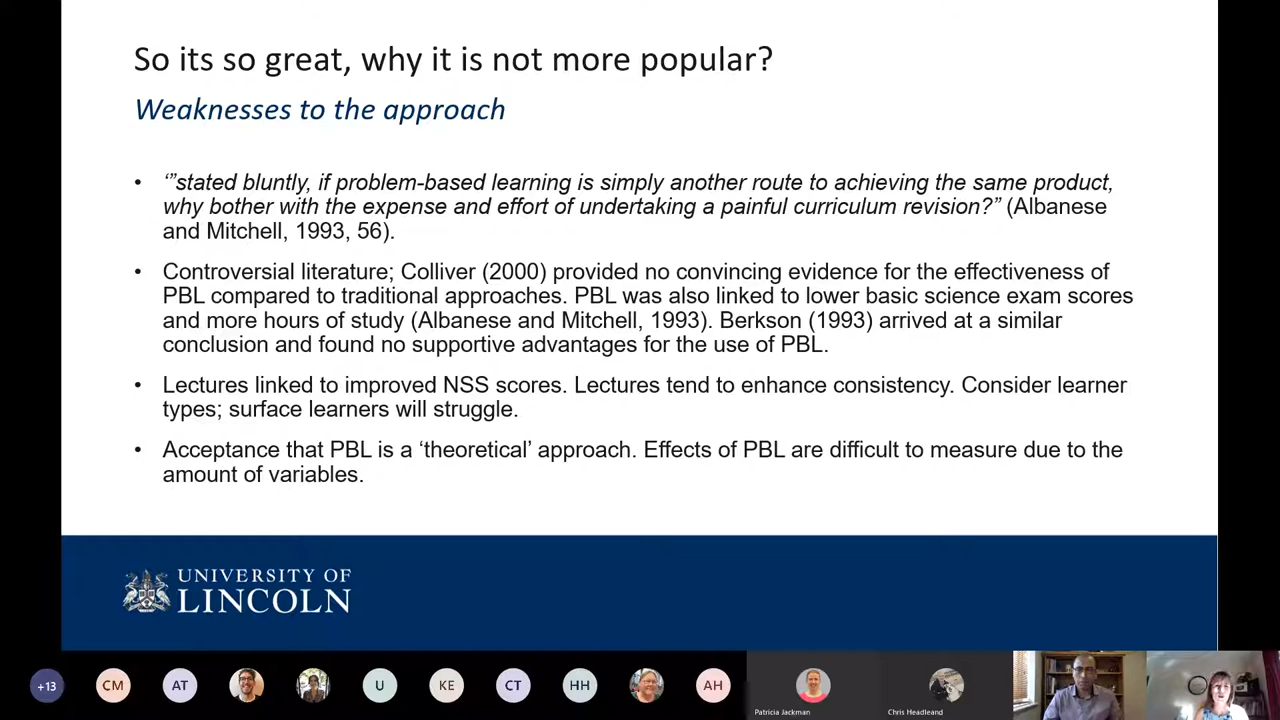 So its so great, why it is not more popular?
Weaknesses to the approach
• ‘”stated bluntly, if problem-based learning is simply another route to achieving the same product,
why bother with the expense and effort of undertaking a painful curriculum revision?” (Albanese
and Mitchell, 1993, 56).
• Controversial literature; Colliver (2000) provided no convincing evidence for the effectiveness of
PBL compared to traditional approaches. PBL was also linked to lower basic science exam scores
and more hours of study (Albanese and Mitchell, 1993). Berkson (1993) arrived at a similar
conclusion and found no supportive advantages for the use of PBL.
• Lectures linked to improved NSS scores. Lectures tend to enhance consistency. Consider learner
types; surface learners will struggle.
• Acceptance that PBL is a ‘theoretical’ approach. Effects of PBL are difficult to measure due to the
amount of variables.
UNIVERSITY OF
LINCOLN
+13 CM AT U KE CT HH AH
Patricia Jackman Chris Headleand